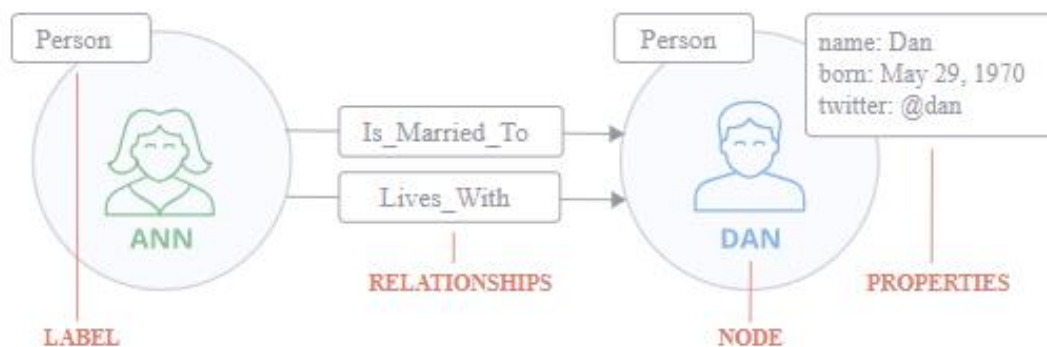 Person
Person
name: Dan
born: May 29, 1970
twitter: @dan
Is_Married_To
Lives_With
ANN
DAN
RELATIONSHIPS
PROPERTIES
LABEL
NODE